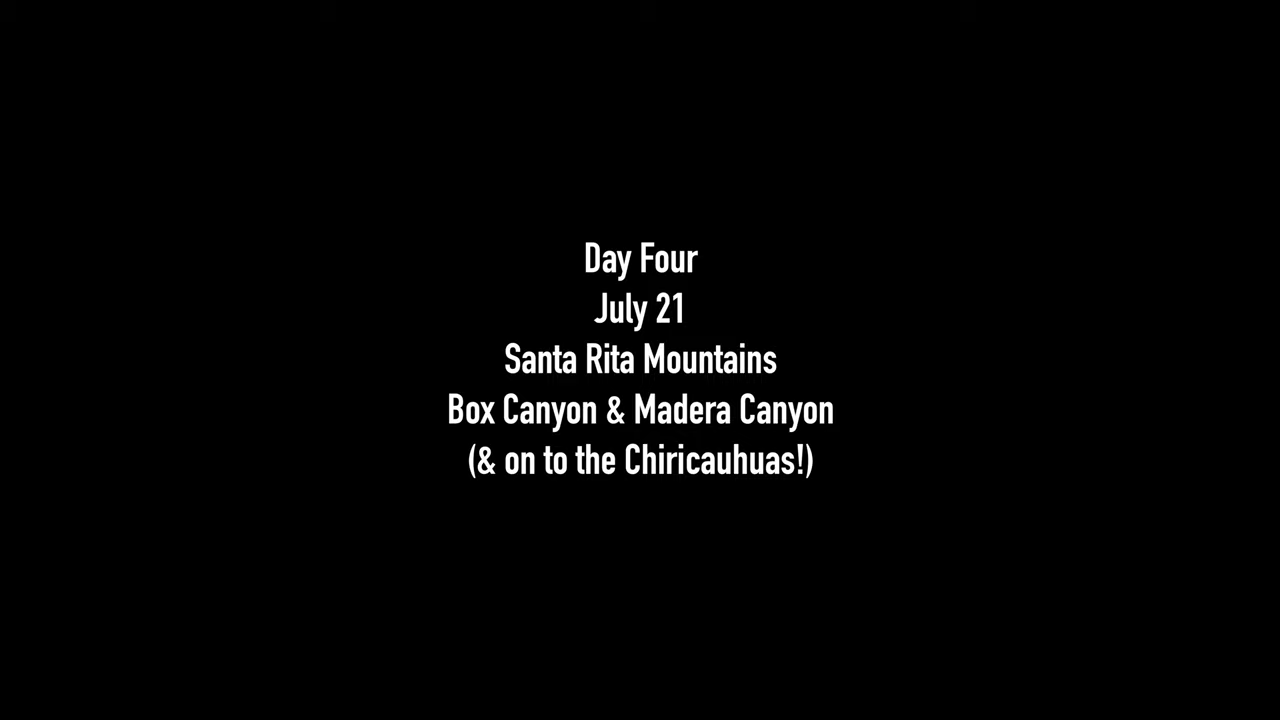 Day Four
July 21
Santa Rita Mountains
Box Canyon & Madera Canyon
(& on to the Chiricauhuas!)